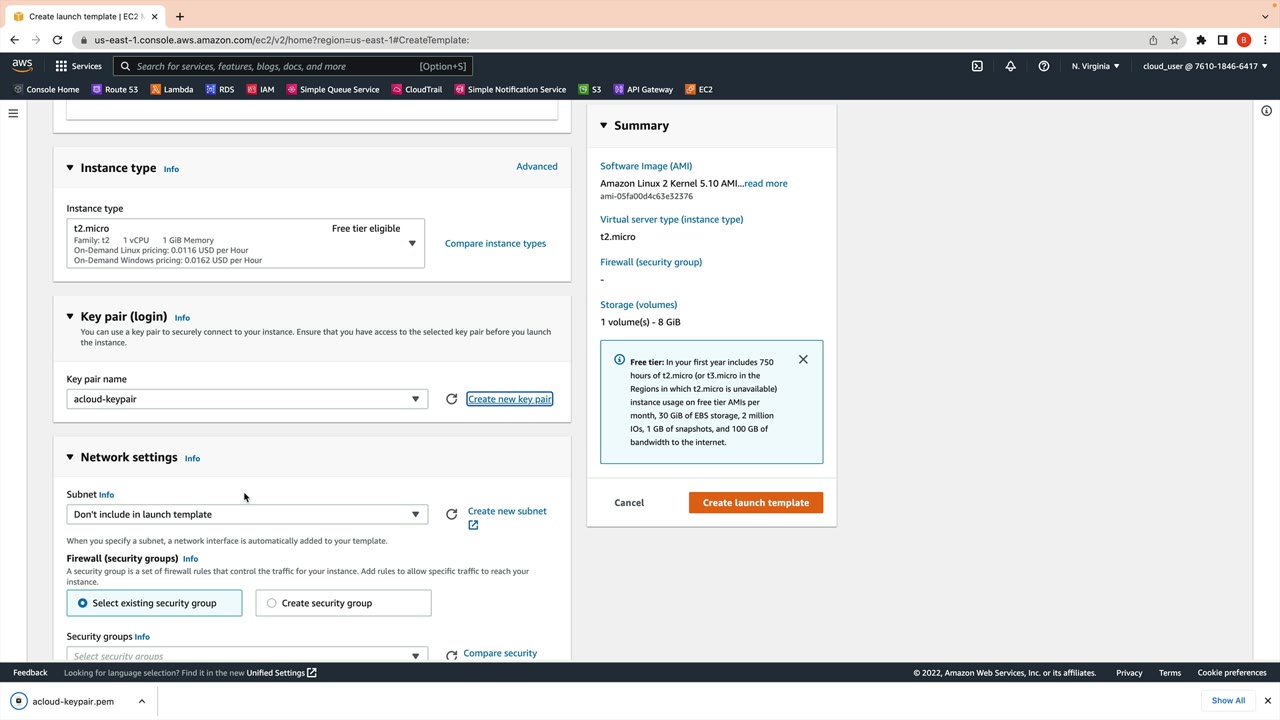 Create launch template | EC2 M
us-east-1.console.aws.amazon.com/ec2/v2/home?region=us-east-1#CreateTemplate:
B
aws
Services
Search for services, features, blogs, docs, and more
[Option+S]
N. Virginia
cloud_user @ 7610-1846-6417
Console Home
Route 53
Lambda
RDS
IAM
Simple Queue Service
CloudTrail
Simple Notification Service
S3
API Gateway
EC2
Instance type Info
Advanced
Instance type
t2.micro
Free tier eligible
Family: t2 1 vCPU 1 GiB Memory
On-Demand Linux pricing: 0.0116 USD per Hour
On-Demand Windows pricing: 0.0162 USD per Hour
Compare instance types
Key pair (login) Info
You can use a key pair to securely connect to your instance. Ensure that you have access to the selected key pair before you launch
the instance.
Key pair name
acloud-keypair
Create new key pair
Network settings Info
Subnet Info
Don't include in launch template
Create new subnet
When you specify a subnet, a network interface is automatically added to your template.
Firewall (security groups) Info
A security group is a set of firewall rules that control the traffic for your instance. Add rules to allow specific traffic to reach your
instance.
Select existing security group
Create security group
Security groups Info
Select security groups
Compare security
Summary
Software Image (AMI)
Amazon Linux 2 Kernel 5.10 AMI...read more
ami-05fa00d4c63e32376
Virtual server type (instance type)
t2.micro
Firewall (security group)
-
Storage (volumes)
1 volume(s) - 8 GiB
Free tier: In your first year includes 750
hours of t2.micro (or t3.micro in the
Regions in which t2.micro is unavailable)
instance usage on free tier AMIs per
month, 30 GiB of EBS storage, 2 million
IOs, 1 GB of snapshots, and 100 GB of
bandwidth to the internet.
Cancel
Create launch template
Feedback
Looking for language selection? Find it in the new Unified Settings
© 2022, Amazon Web Services, Inc. or its affiliates.
Privacy
Terms
Cookie preferences
acloud-keypair.pem
Show All